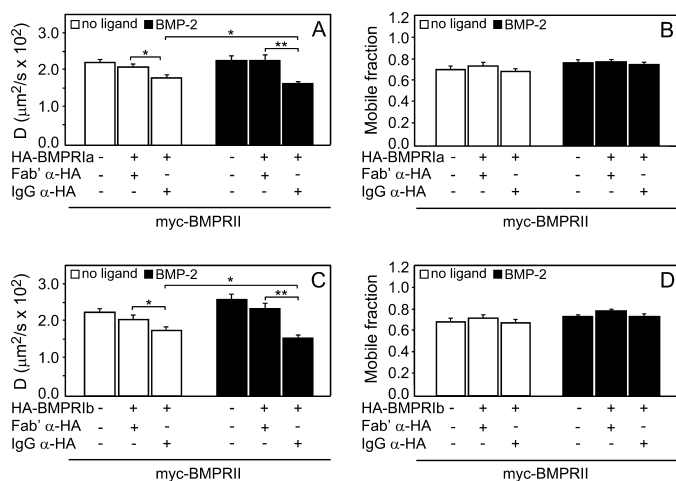 A
no ligand BMP-2
* * **
D (μm²/s x 10²)
3.0
2.0
1.0
0.0
HA-BMPRIa - + + - + +
Fab' α-HA - + - - + -
IgG α-HA - - + - - +
myc-BMPRII
B
no ligand BMP-2
Mobile fraction
1.2
1.0
0.8
0.6
0.4
0.2
0.0
HA-BMPRIa - + + - + +
Fab' α-HA - + - - + -
IgG α-HA - - + - - +
myc-BMPRII
C
no ligand BMP-2
* * **
D (μm²/s x 10²)
3.0
2.0
1.0
0.0
HA-BMPRIb - + + - + +
Fab' α-HA - + - - + -
IgG α-HA - - + - - +
myc-BMPRII
D
no ligand BMP-2
Mobile fraction
1.2
1.0
0.8
0.6
0.4
0.2
0.0
HA-BMPRIb - + + - + +
Fab' α-HA - + - - + -
IgG α-HA - - + - - +
myc-BMPRII